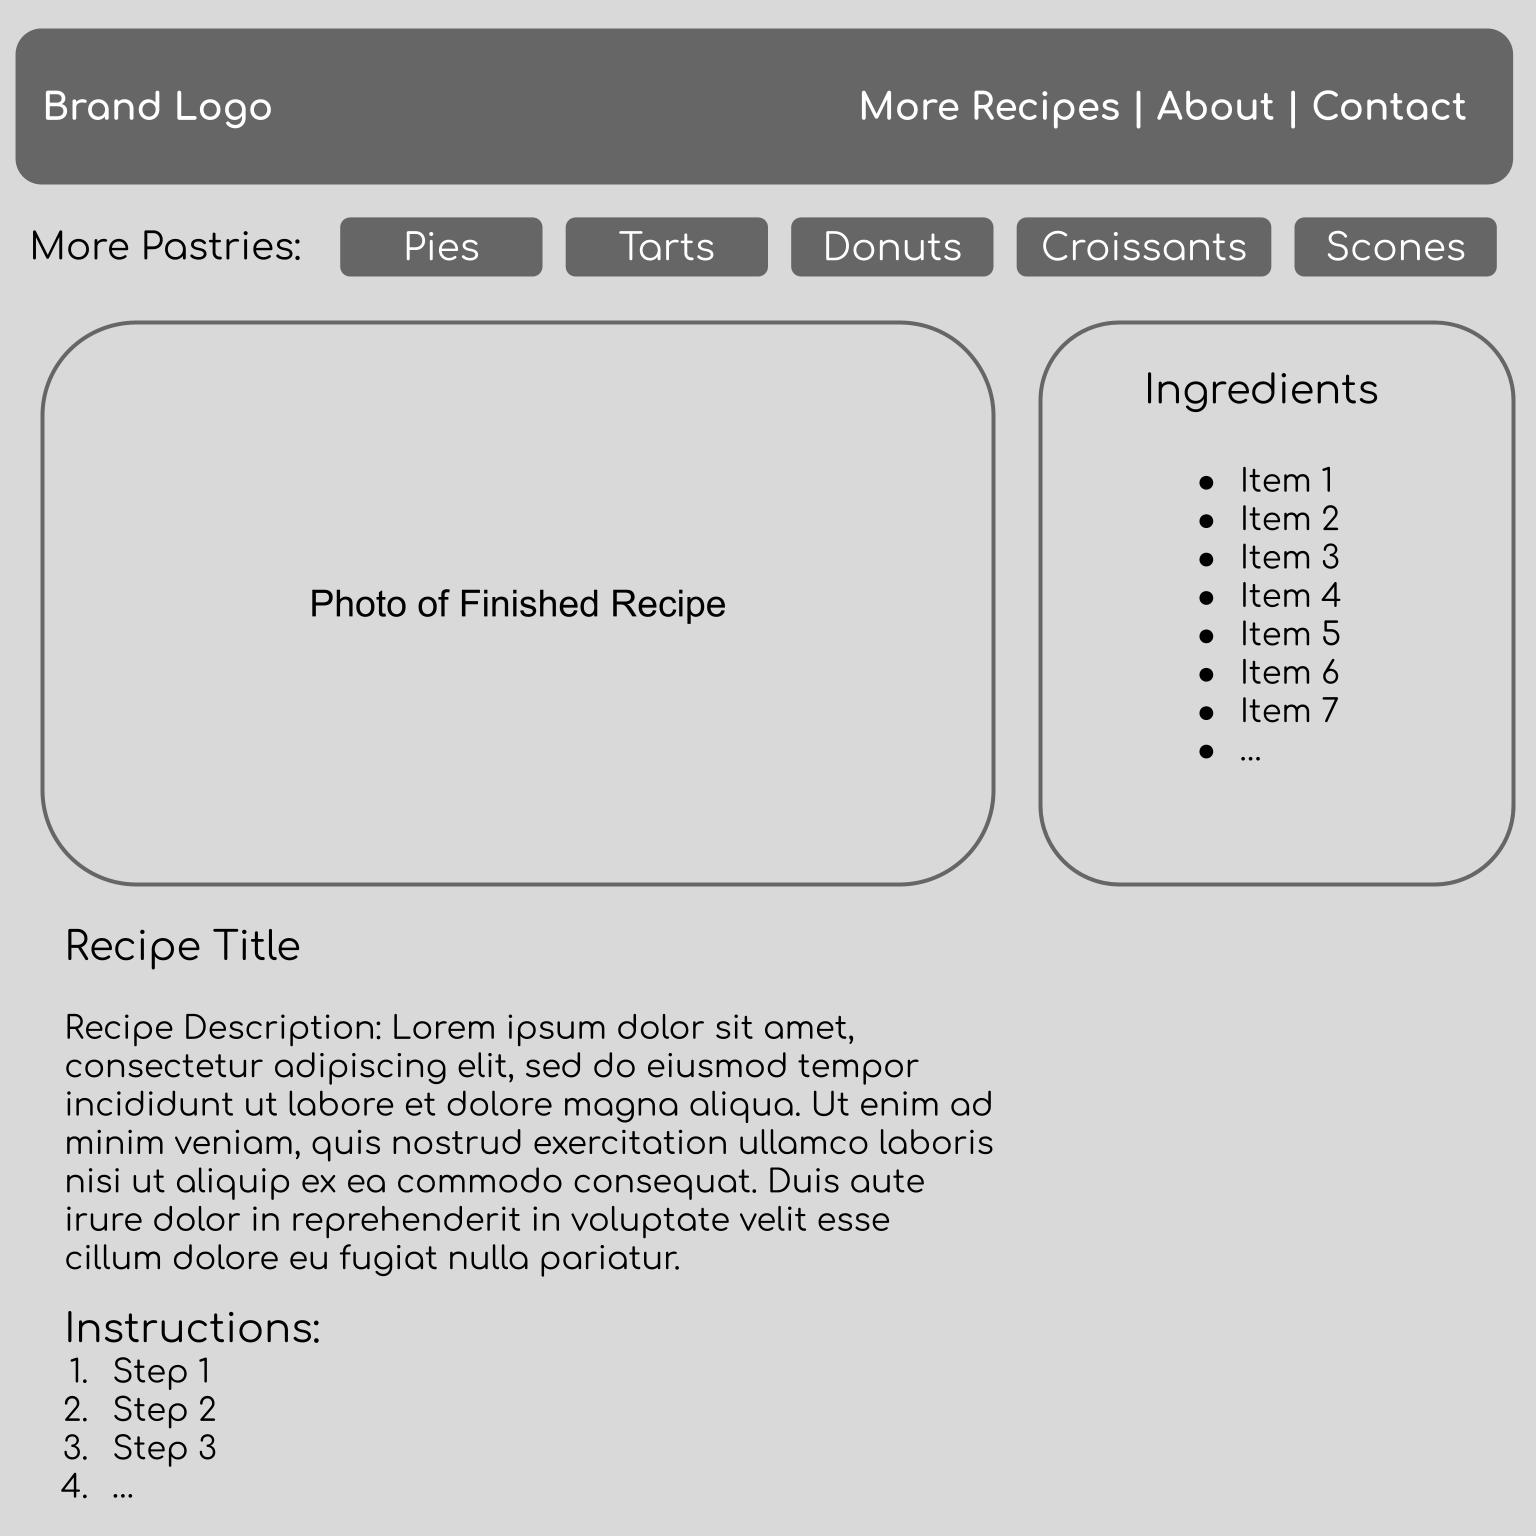 Brand Logo
More Recipes | About | Contact
More Pastries:
Pies
Tarts
Donuts
Croissants
Scones
Photo of Finished Recipe
Ingredients
● Item 1
● Item 2
● Item 3
● Item 4
● Item 5
● Item 6
● Item 7
● ...
Recipe Title
Recipe Description: Lorem ipsum dolor sit amet,
consectetur adipiscing elit, sed do eiusmod tempor
incididunt ut labore et dolore magna aliqua. Ut enim ad
minim veniam, quis nostrud exercitation ullamco laboris
nisi ut aliquip ex ea commodo consequat. Duis aute
irure dolor in reprehenderit in voluptate velit esse
cillum dolore eu fugiat nulla pariatur.
Instructions:
1. Step 1
2. Step 2
3. Step 3
4. ...